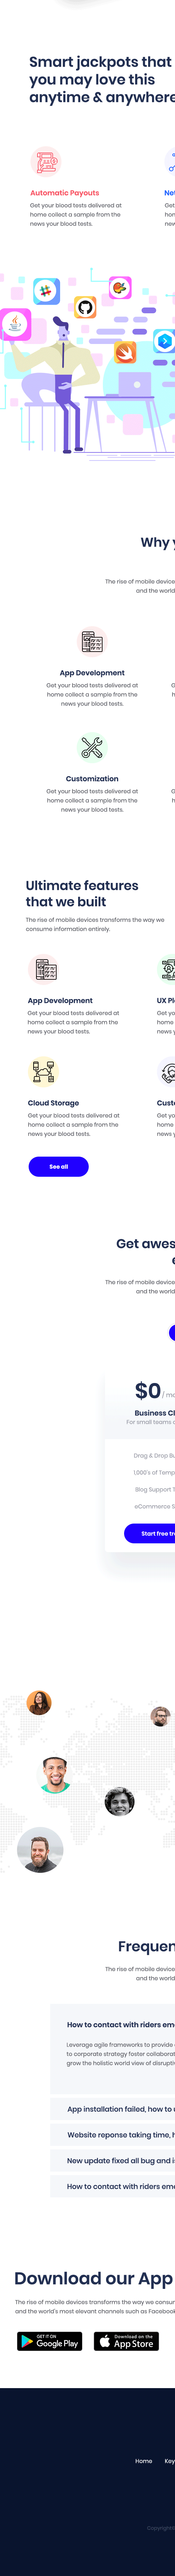 Smart jackpots that
you may love this
anytime & anywhere
Automatic Payouts
Get your blood tests delivered at
home collect a sample from the
news your blood tests.
Why
The rise of mobile device
and the world
App Development
Get your blood tests delivered at
home collect a sample from the
news your blood tests.
Customization
Get your blood tests delivered at
home collect a sample from the
news your blood tests.
Ultimate features
that we built
The rise of mobile devices transforms the way we
consume information entirely.
App Development
Get your blood tests delivered at
home collect a sample from the
news your blood tests.
UX Pl
Get yo
home
news y
Cloud Storage
Get your blood tests delivered at
home collect a sample from the
news your blood tests.
Cust
Get yo
home
news y
See all
Get awes
The rise of mobile device
and the world
$0 / mo
Business Cl
For small teams o
Drag & Drop Bu
1,000's of Temp
Blog Support T
eCommerce S
Start free tr
Frequen
The rise of mobile device
and the world
How to contact with riders eme
Leverage agile frameworks to provide
to corporate strategy foster collaborat
grow the holistic world view of disrupti
App installation failed, how to
Website reponse taking time, h
New update fixed all bug and i
How to contact with riders eme
Download our App
The rise of mobile devices transforms the way we consum
and the world's most elevant channels such as Facebook
GET IT ON
Google Play
Download on the
App Store
Home Key
Copyright